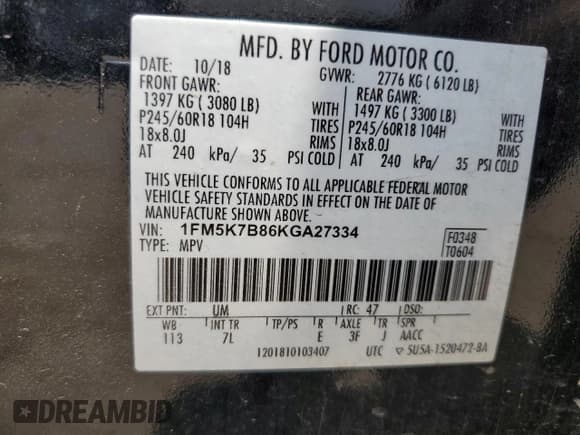 MFD. BY FORD MOTOR CO.
DATE: 10/18 GVWR: 2776 KG ( 6120 LB)
FRONT GAWR: REAR GAWR:
1397 KG ( 3080 LB) WITH 1497 KG ( 3300 LB) WITH
P245/60R18 104H TIRES P245/60R18 104H TIRES
18x8.0J RIMS 18x8.0J RIMS
AT 240 kPa/ 35 PSI COLD AT 240 kPa/ 35 PSI COLD
THIS VEHICLE CONFORMS TO ALL APPLICABLE FEDERAL MOTOR
VEHICLE SAFETY STANDARDS IN EFFECT ON THE DATE OF
MANUFACTURE SHOWN ABOVE.
VIN: 1FM5K7B86KGA27334 F0348
TYPE: MPV T0604
EXT PNT: UM RC: 47 DSO:
WB INT TR TP/PS R AXLE TR SPR
113 7L E 3F J AACC
1201810103407 UTC ▽ 5U5A-1520472-BA
DREAMBID